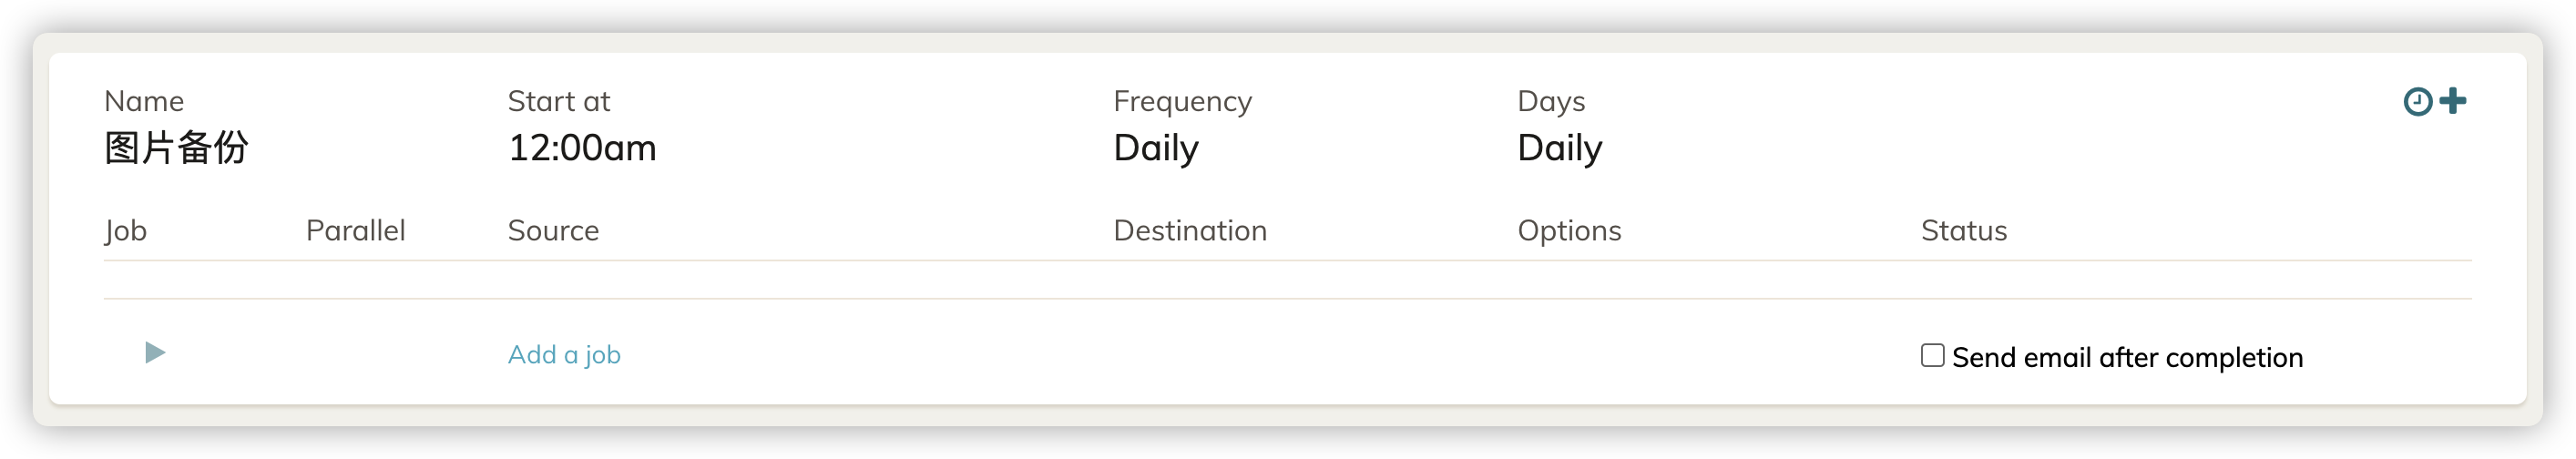 Name Start at Frequency Days
图片备份 12:00am Daily Daily
Job Parallel Source Destination Options Status
Add a job Send email after completion